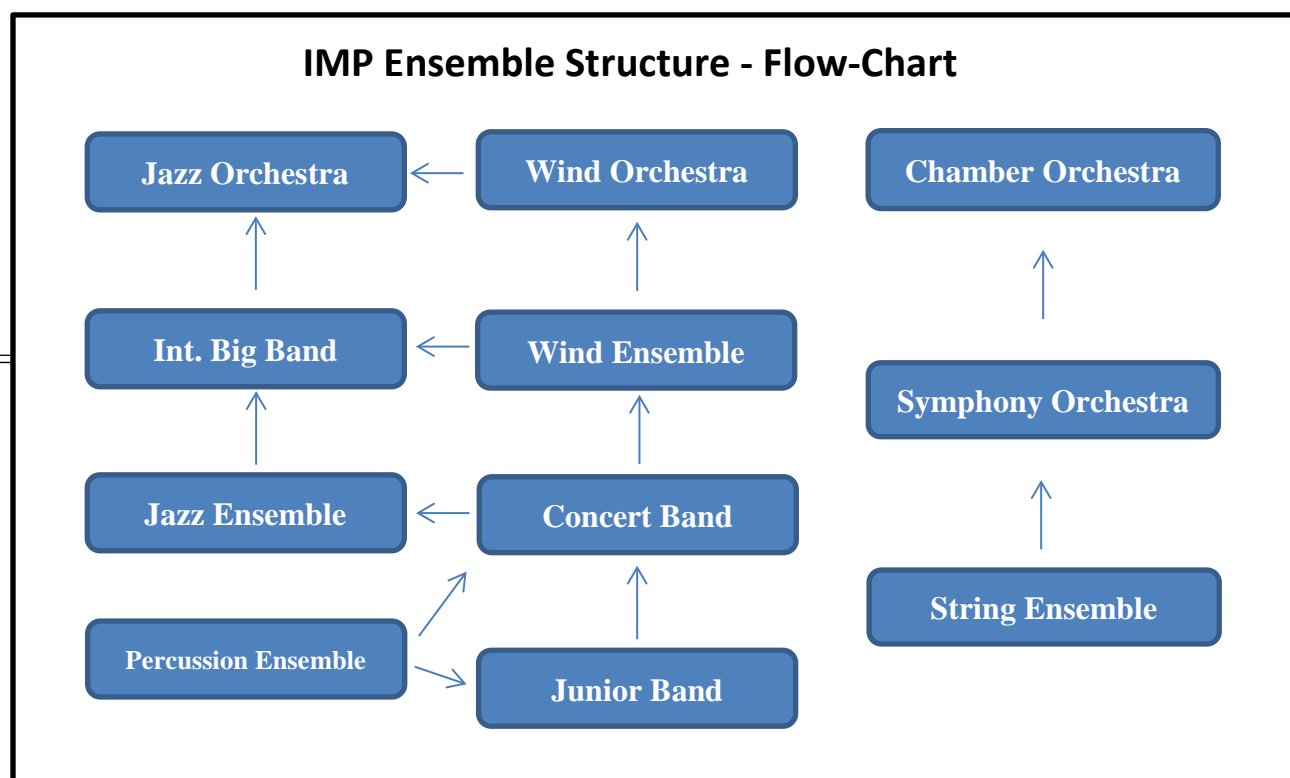 IMP Ensemble Structure - Flow-Chart
Jazz Orchestra
Wind Orchestra
Chamber Orchestra
Int. Big Band
Wind Ensemble
Symphony Orchestra
Jazz Ensemble
Concert Band
String Ensemble
Percussion Ensemble
Junior Band